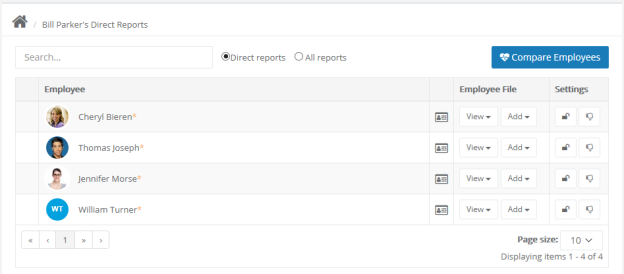 / Bill Parker's Direct Reports
Search... Direct reports All reports Compare Employees
Employee Employee File Settings
Cheryl Bieren* View Add
Thomas Joseph* View Add
Jennifer Morse* View Add
WT William Turner* View Add
« ‹ 1 » › Page size: 10
Displaying items 1 - 4 of 4